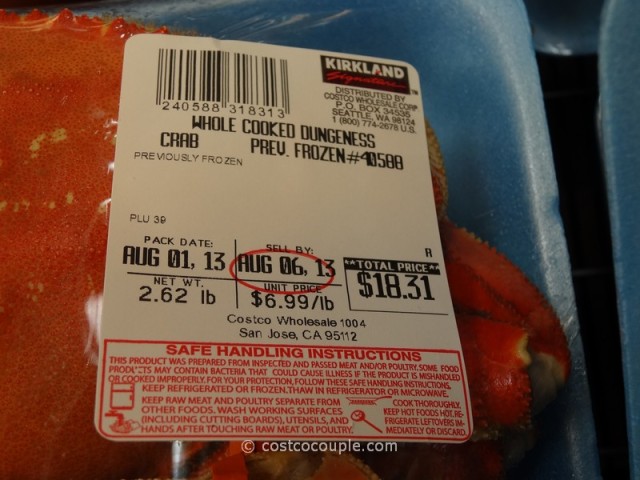 KIRKLAND
Signature
DISTRIBUTED BY
COSTCO WHOLESALE CORP
P.O. BOX 34535
SEATTLE, WA 98124
1 (800) 774-2678 U.S.
240588 318313
WHOLE COOKED DUNGENESS
CRAB PREV. FROZEN #40588
PREVIOUSLY FROZEN
PLU 39
PACK DATE: SELL BY: R
AUG 01, 13 AUG 06, 13 **TOTAL PRICE**
NET WT. UNIT PRICE $18.31
2.62 lb $6.99/lb
Costco Wholesale 1004
San Jose, CA 95112
SAFE HANDLING INSTRUCTIONS
THIS PRODUCT WAS PREPARED FROM INSPECTED AND PASSED MEAT AND/OR POULTRY. SOME FOOD
PRODUCTS MAY CONTAIN BACTERIA THAT COULD CAUSE ILLNESS IF THE PRODUCT IS MISHANDLED
OR COOKED IMPROPERLY. FOR YOUR PROTECTION, FOLLOW THESE SAFE HANDLING INSTRUCTIONS.
KEEP REFRIGERATED OR FROZEN. THAW IN REFRIGERATOR OR MICROWAVE.
KEEP RAW MEAT AND POULTRY SEPARATE FROM
OTHER FOODS. WASH WORKING SURFACES
(INCLUDING CUTTING BOARDS), UTENSILS, AND
HANDS AFTER TOUCHING RAW MEAT OR POULTRY.
COOK THOROUGHLY.
KEEP HOT FOODS HOT. RE-
FRIGERATE LEFTOVERS IM-
MEDIATELY OR DISCARD.
© costcocouple.com